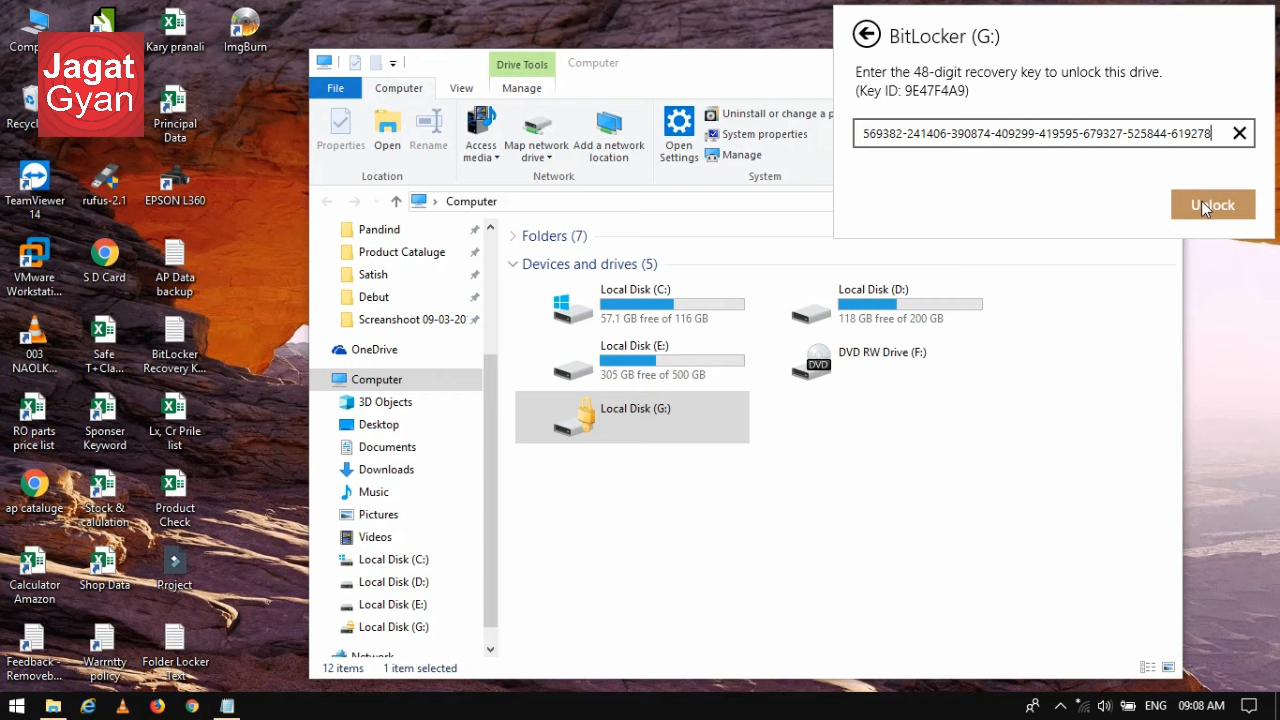 Comp
Kary pranali
ImgBurn
Jagat
Gyan
Recyc
Principal
Data
TeamViewer
14
rufus-2.1
EPSON L360
VMware
Workstati...
S D Card
AP Data
backup
003
NAOLK...
Safe
T+Cla...
BitLocker
Recovery K...
RO parts
price list
Sponser
Keyword
Lx, Cr Prile
list
ap cataluge
Stock &
calulation
Product
Check
Calculator
Amazon
Shop Data
Project
Feedback -
Removeb...
Warrntty
policy
Folder Locker
Text
Drive Tools
Computer
File
Computer
View
Manage
Properties
Open
Rename
Access
media
Map network
drive
Add a network
location
Open
Settings
Uninstall or change a p
System properties
Manage
Location
Network
System
Computer
Pandind
Product Cataluge
Satish
Debut
Screanshoot 09-03-20
OneDrive
Computer
3D Objects
Desktop
Documents
Downloads
Music
Pictures
Videos
Local Disk (C:)
Local Disk (D:)
Local Disk (E:)
Local Disk (G:)
Network
Folders (7)
Devices and drives (5)
Local Disk (C:)
57.1 GB free of 116 GB
Local Disk (D:)
118 GB free of 200 GB
Local Disk (E:)
305 GB free of 500 GB
DVD RW Drive (F:)
DVD
Local Disk (G:)
12 items
1 item selected
BitLocker (G:)
Enter the 48-digit recovery key to unlock this drive.
(Key ID: 9E47F4A9)
569382-241406-390874-409299-419595-679327-525844-619278
Unlock
ENG
09:08 AM